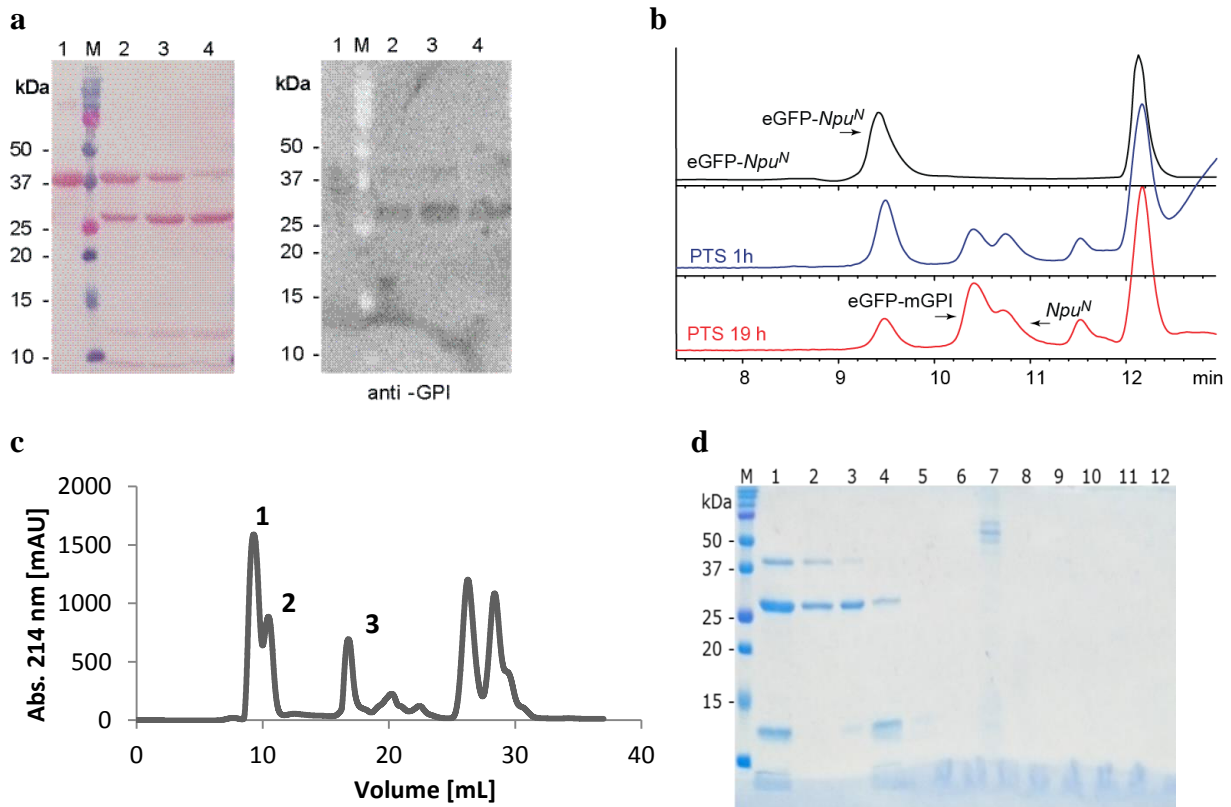 a
1 M 2 3 4
kDa
50 -
37 -
25 -
20 -
15 -
10 -
1 M 2 3 4
kDa
50 -
37 -
25 -
20 -
15 -
10 -
anti -GPI
b
eGFP-Npuᴺ
eGFP-Npuᴺ
PTS 1h
eGFP-mGPI
Npuᴺ
PTS 19 h
8 9 10 11 12 min
c
Abs. 214 nm [mAU]
2000
1500
1000
500
0
1
2
3
0 10 20 30 40
Volume [mL]
d
M 1 2 3 4 5 6 7 8 9 10 11 12
kDa
50 -
37 -
25 -
20 -
15 -